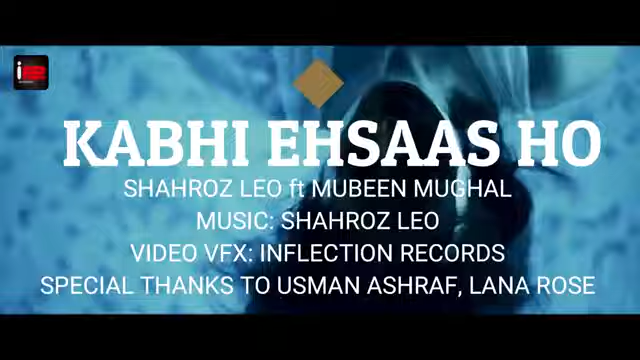 KABHI EHSAAS HO
SHAHROZ LEO ft MUBEEN MUGHAL
MUSIC: SHAHROZ LEO
VIDEO VFX: INFLECTION RECORDS
SPECIAL THANKS TO USMAN ASHRAF, LANA ROSE